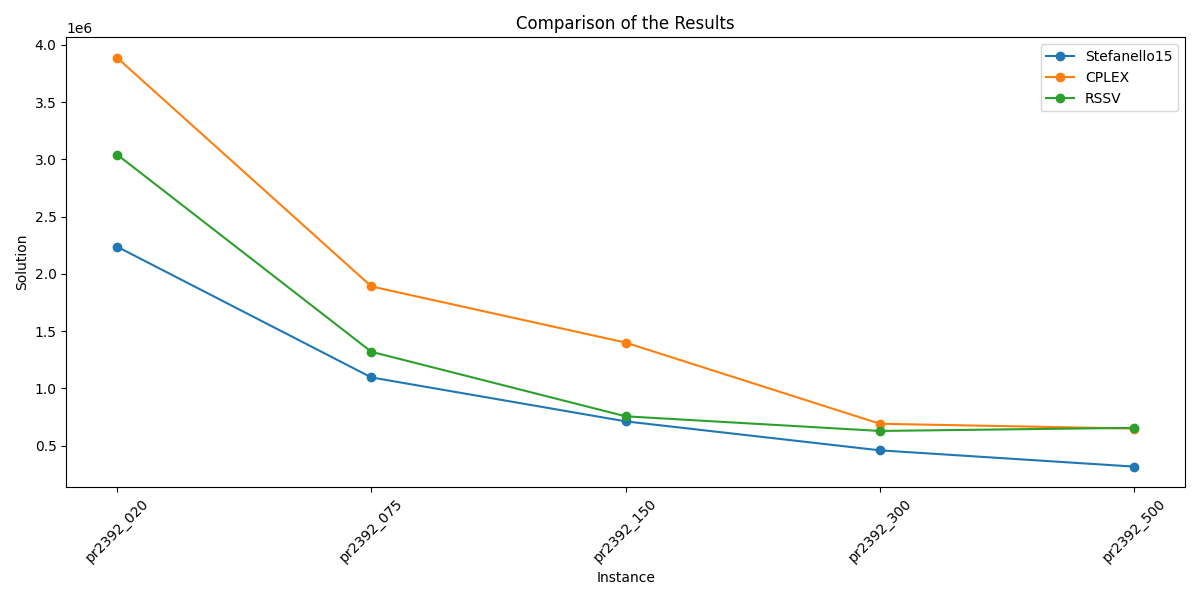 Comparison of the Results
1e6
4.0
3.5
3.0
2.5
2.0
1.5
1.0
0.5
Solution
Stefanello15
CPLEX
RSSV
pr2392_020
pr2392_075
pr2392_150
pr2392_300
pr2392_500
Instance